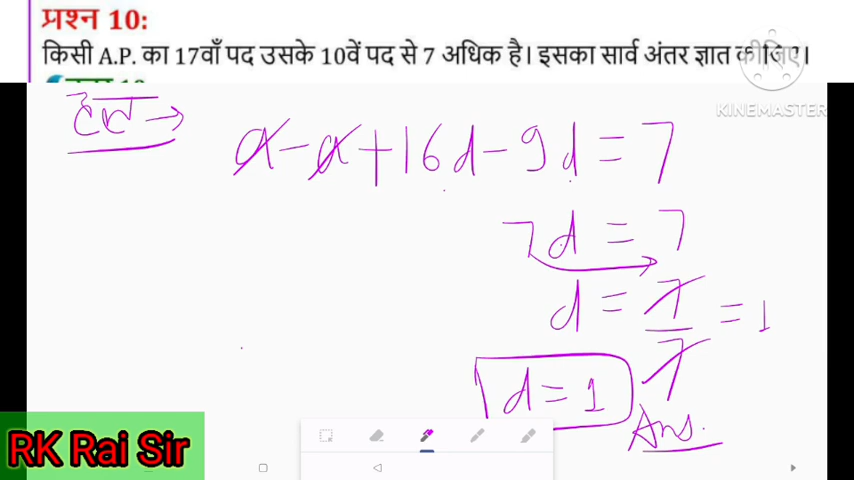 प्रश्न 10:
किसी A.P. का 17वाँ पद उसके 10वें पद से 7 अधिक है। इसका सार्व अंतर ज्ञात कीजिए।
KINEMASTER
हल →
a - a + 16d - 9d = 7
7d = 7
d = 7/7 = 1
d = 1
Ans.
RK Rai Sir